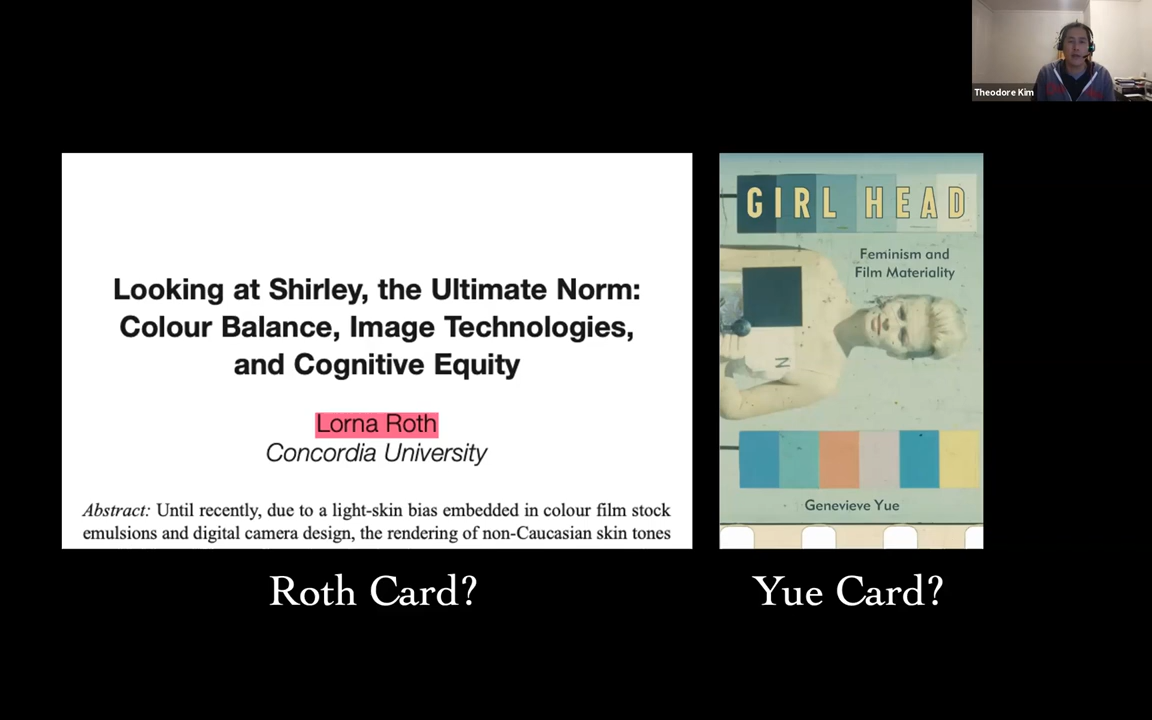 Theodore Kim
Looking at Shirley, the Ultimate Norm:
Colour Balance, Image Technologies,
and Cognitive Equity
Lorna Roth
Concordia University
Abstract: Until recently, due to a light-skin bias embedded in colour film stock
emulsions and digital camera design, the rendering of non-Caucasian skin tones
GIRL HEAD
Feminism and
Film Materiality
N
Genevieve Yue
Roth Card?
Yue Card?